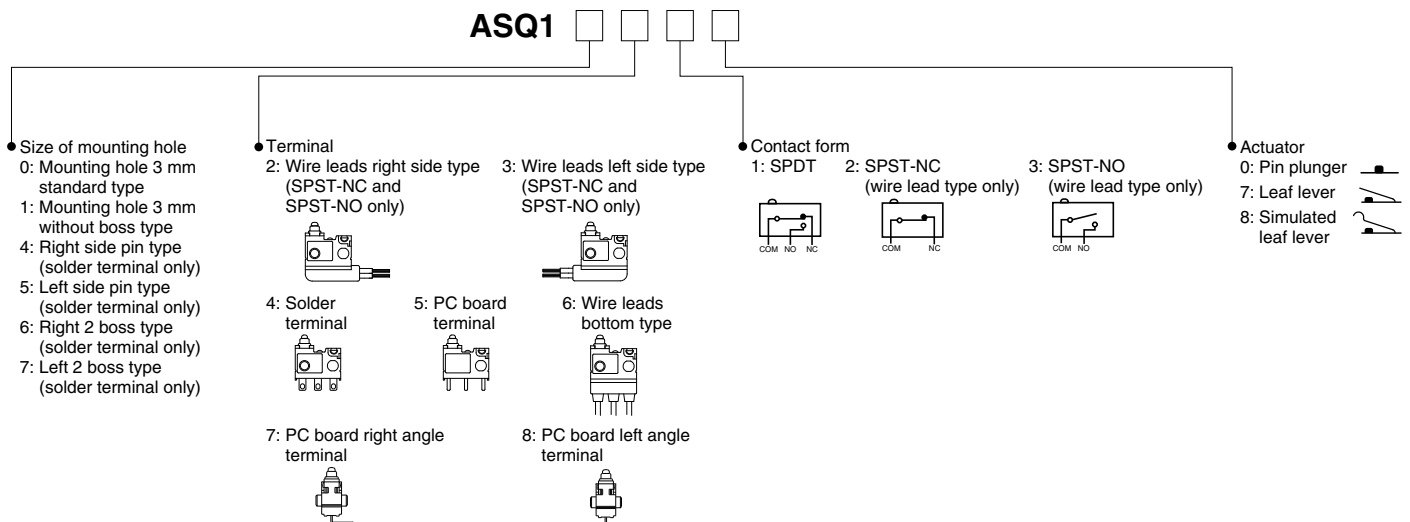 ASQ1
Size of mounting hole
0: Mounting hole 3 mm
standard type
1: Mounting hole 3 mm
without boss type
4: Right side pin type
(solder terminal only)
5: Left side pin type
(solder terminal only)
6: Right 2 boss type
(solder terminal only)
7: Left 2 boss type
(solder terminal only)
Terminal
2: Wire leads right side type
(SPST-NC and
SPST-NO only)
3: Wire leads left side type
(SPST-NC and
SPST-NO only)
4: Solder
terminal
5: PC board
terminal
6: Wire leads
bottom type
7: PC board right angle
terminal
8: PC board left angle
terminal
Contact form
1: SPDT
COM NO NC
2: SPST-NC
(wire lead type only)
COM NC
3: SPST-NO
(wire lead type only)
COM NO
Actuator
0: Pin plunger
7: Leaf lever
8: Simulated
leaf lever